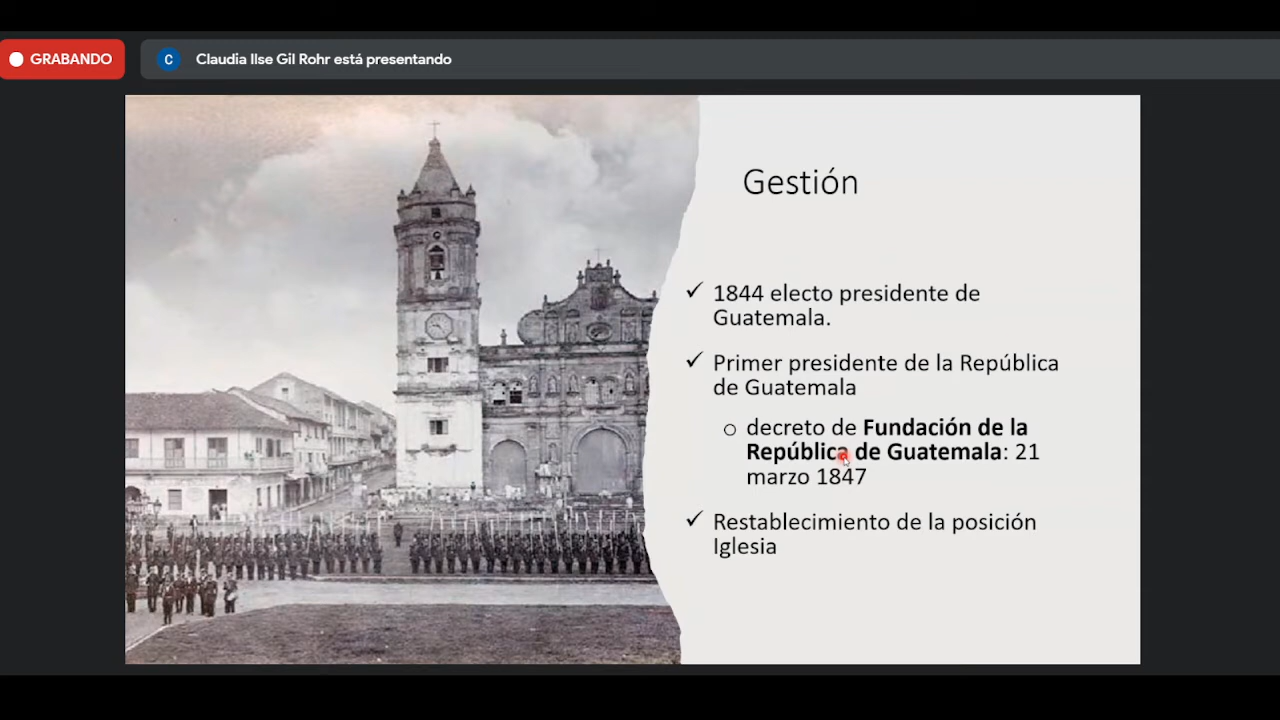 GRABANDO
C
Claudia Ilse Gil Rohr está presentando
Gestión
✓ 1844 electo presidente de
Guatemala.
✓ Primer presidente de la República
de Guatemala
o decreto de Fundación de la
República de Guatemala: 21
marzo 1847
✓ Restablecimiento de la posición
Iglesia